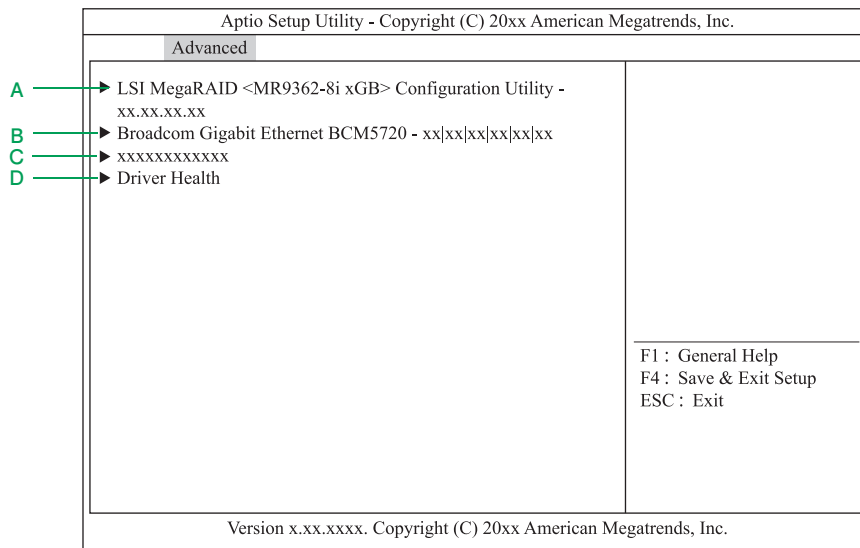 Aptio Setup Utility - Copyright (C) 20xx American Megatrends, Inc.
Advanced
A
LSI MegaRAID <MR9362-8i xGB> Configuration Utility -
xx.xx.xx.xx
B
Broadcom Gigabit Ethernet BCM5720 - xx|xx|xx|xx|xx|xx
C
xxxxxxxxxxxx
D
Driver Health
F1 : General Help
F4 : Save & Exit Setup
ESC : Exit
Version x.xx.xxxx. Copyright (C) 20xx American Megatrends, Inc.